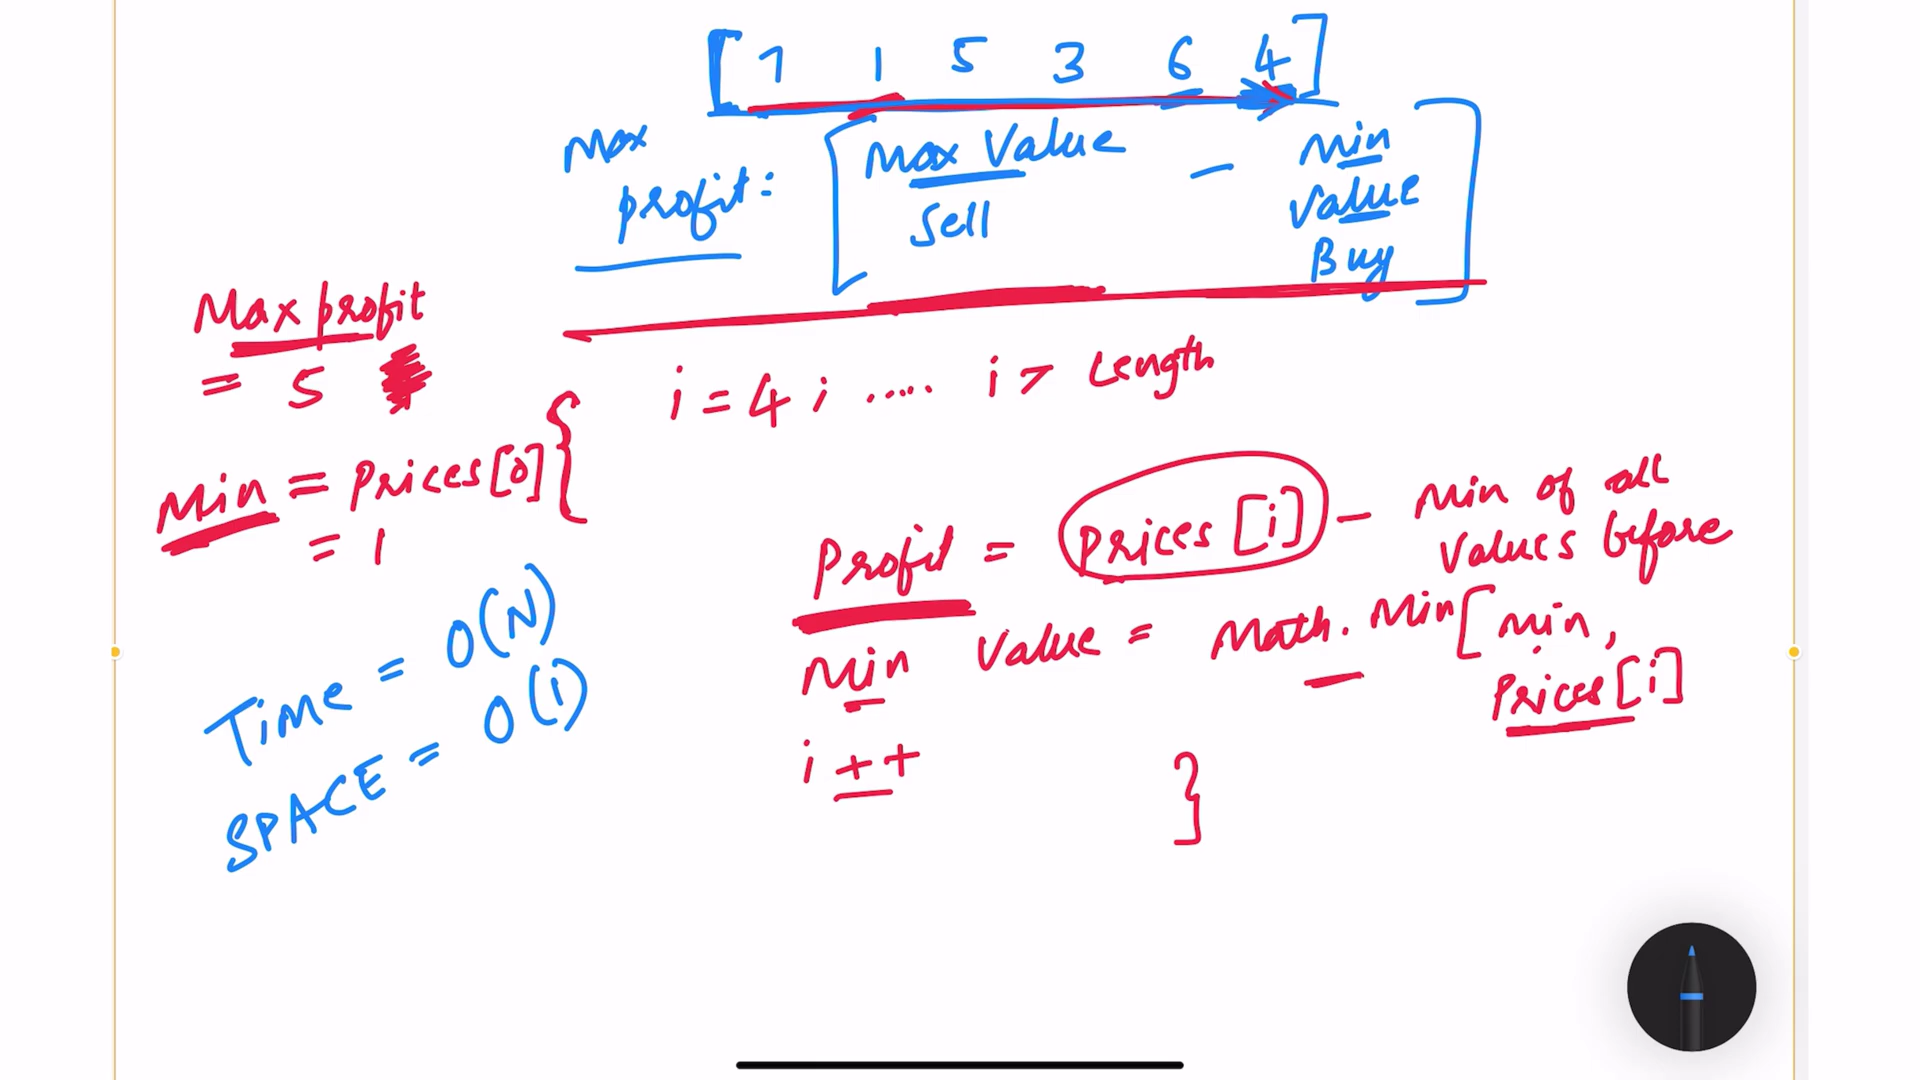 [ 7 1 5 3 6 4 ]
Max profit: [ Max Value Sell - Min Value Buy ]
Max profit
= 5
i = 4 ; ..... i > Length
Min = Prices[0] {
= 1
Profit = Prices [i] - Min of all Values before
Min Value = Math. Min [ min, Prices [i] ]
i ++
}
Time = O(N)
SPACE = O(1)